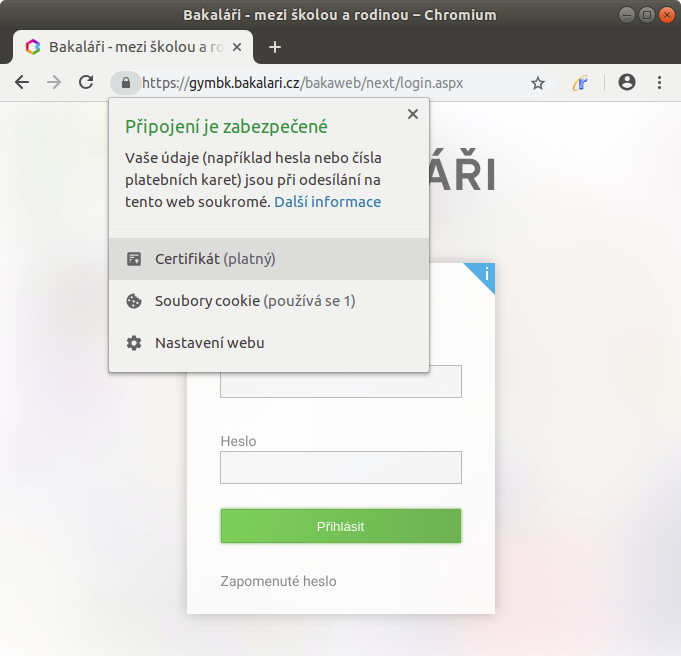 Bakaláři - mezi školou a rodinou – Chromium
Bakaláři - mezi školou a ro
https://gymbk.bakalari.cz/bakaweb/next/login.aspx
Připojení je zabezpečené
Vaše údaje (například hesla nebo čísla
platebních karet) jsou při odesílání na
tento web soukromé. Další informace
ÁŘI
Certifikát (platný)
i
Soubory cookie (používá se 1)
Nastavení webu
Heslo
Přihlásit
Zapomenuté heslo